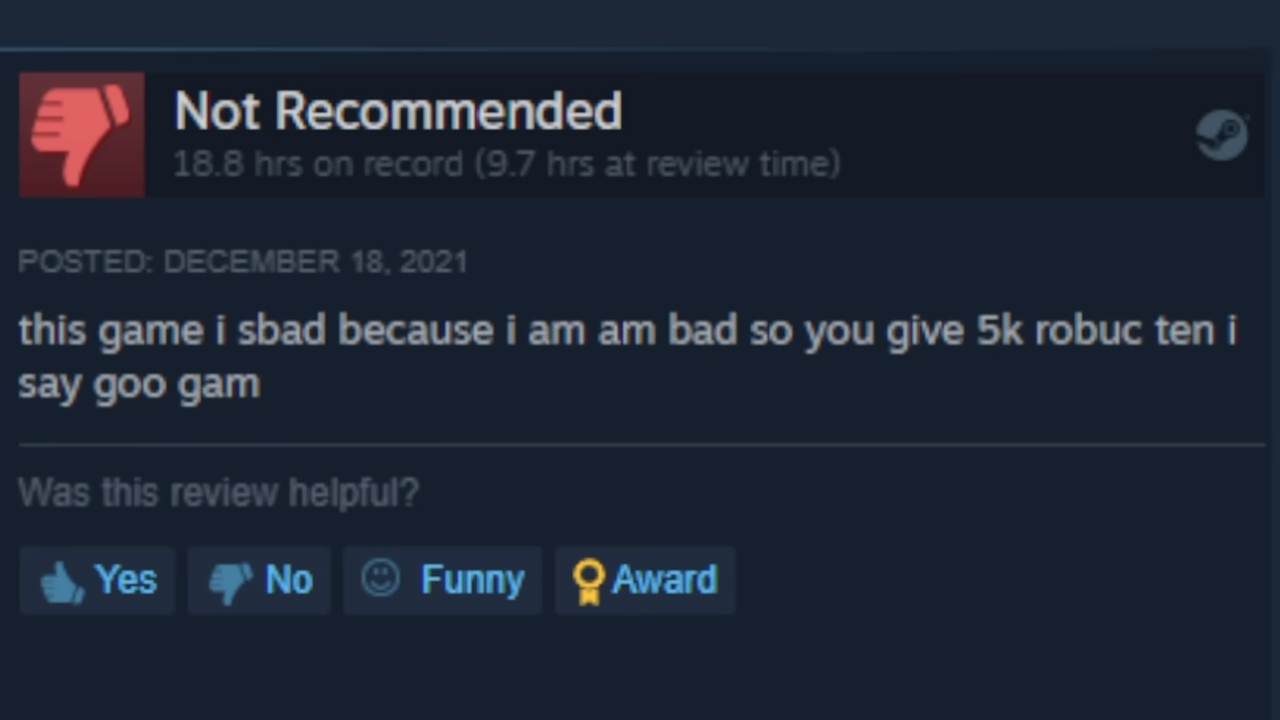 Not Recommended
18.8 hrs on record (9.7 hrs at review time)
POSTED: DECEMBER 18, 2021
this game i sbad because i am am bad so you give 5k robuc ten i
say goo gam
Was this review helpful?
Yes No Funny Award